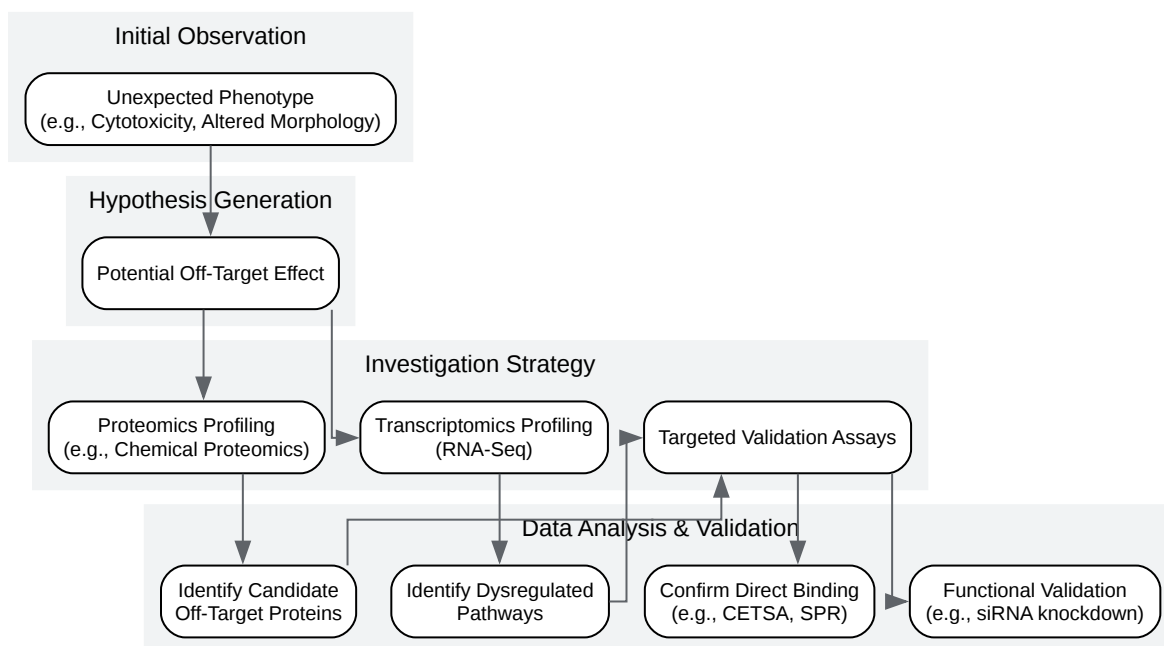 Initial Observation
Unexpected Phenotype
(e.g., Cytotoxicity, Altered Morphology)
Hypothesis Generation
Potential Off-Target Effect
Investigation Strategy
Proteomics Profiling
(e.g., Chemical Proteomics)
Transcriptomics Profiling
(RNA-Seq)
Targeted Validation Assays
Data Analysis & Validation
Identify Candidate
Off-Target Proteins
Identify Dysregulated
Pathways
Confirm Direct Binding
(e.g., CETSA, SPR)
Functional Validation
(e.g., siRNA knockdown)